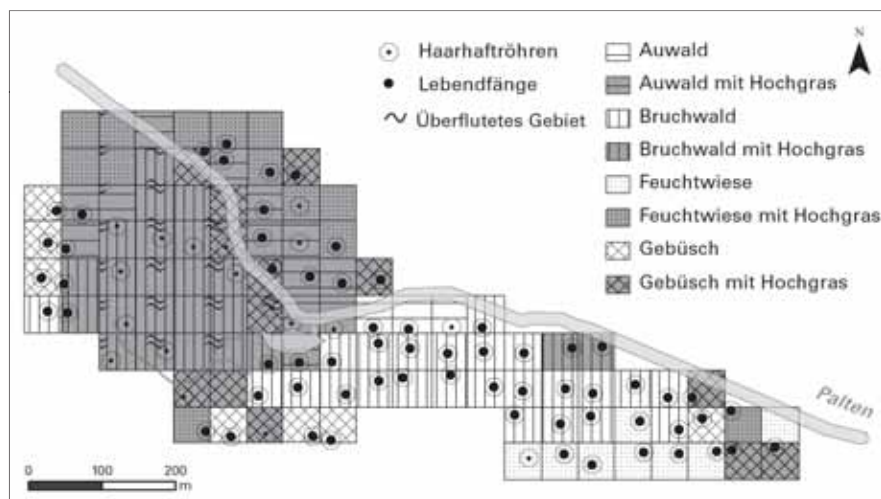 Haarhaftröhren
Lebendfänge
Überflutetes Gebiet
Auwald
Auwald mit Hochgras
Bruchwald
Bruchwald mit Hochgras
Feuchtwiese
Feuchtwiese mit Hochgras
Gebüsch
Gebüsch mit Hochgras
N
Palten
0 100 200
m